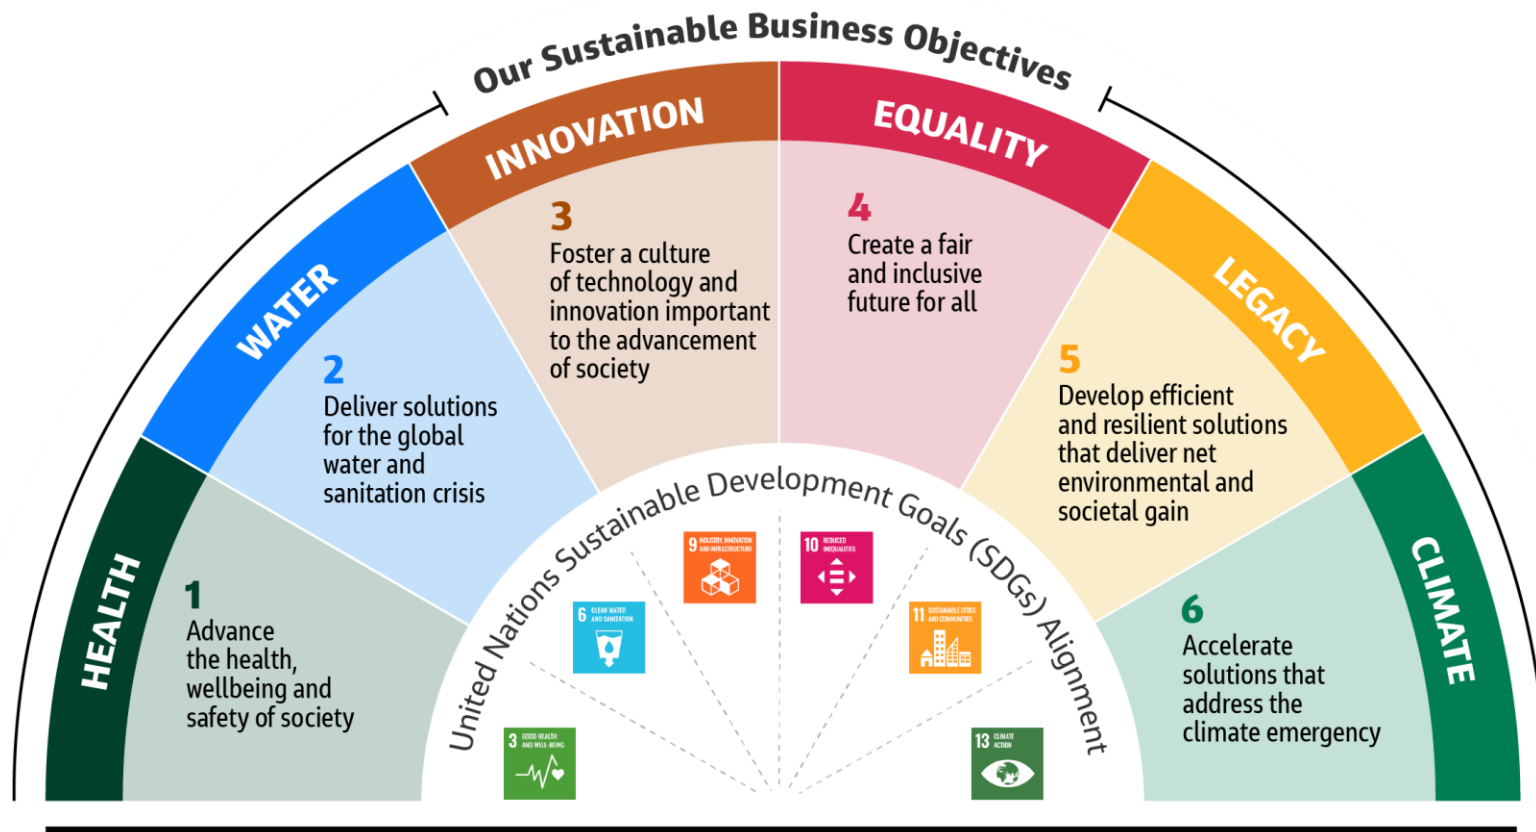 Our Sustainable Business Objectives
HEALTH
1
Advance
the health,
wellbeing and
safety of society
WATER
2
Deliver solutions
for the global
water and
sanitation crisis
INNOVATION
3
Foster a culture
of technology and
innovation important
to the advancement
of society
EQUALITY
4
Create a fair
and inclusive
future for all
LEGACY
5
Develop efficient
and resilient solutions
that deliver net
environmental and
societal gain
CLIMATE
6
Accelerate
solutions that
address the
climate emergency
United Nations Sustainable Development Goals (SDGs) Alignment
3 GOOD HEALTH
AND WELL-BEING
6 CLEAN WATER
AND SANITATION
9 INDUSTRY, INNOVATION
AND INFRASTRUCTURE
10 REDUCED
INEQUALITIES
11 SUSTAINABLE CITIES
AND COMMUNITIES
13 CLIMATE
ACTION